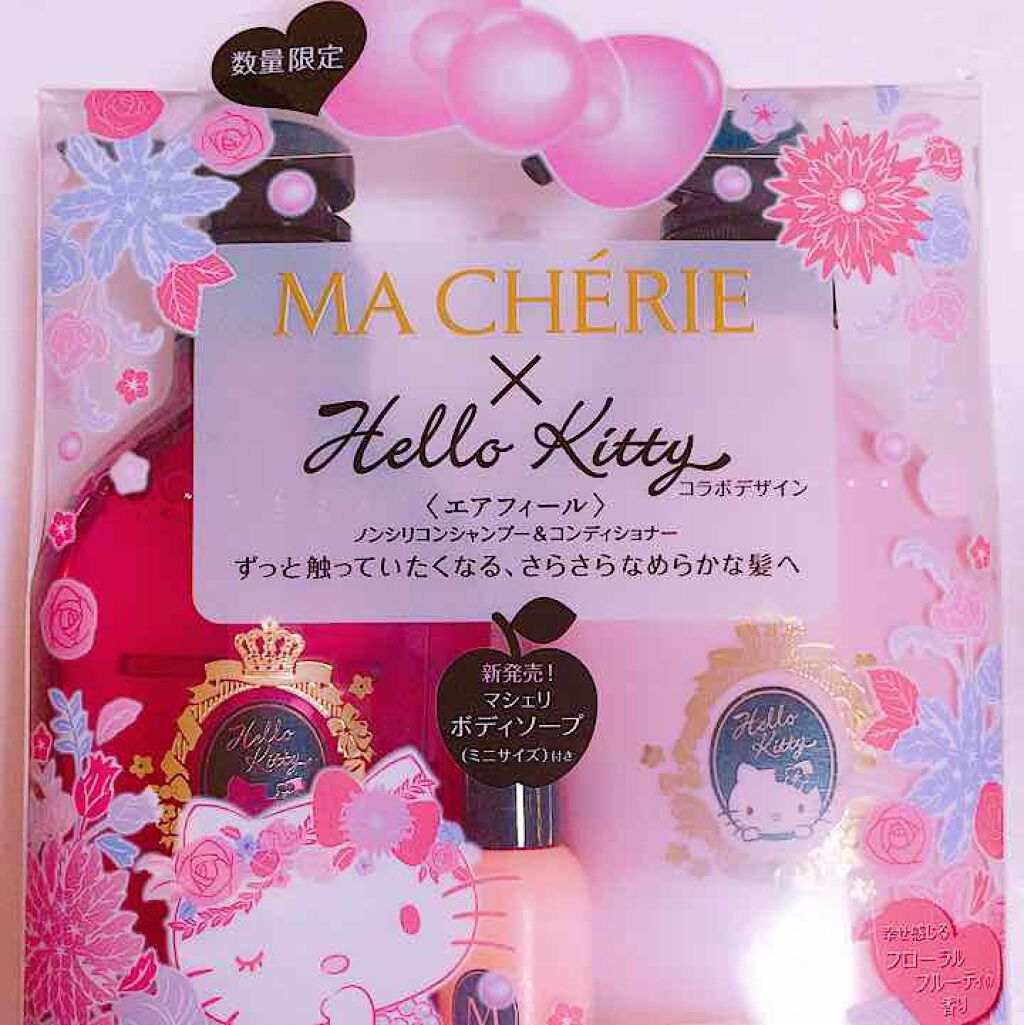 数量限定
MA CHÉRIE
×
Hello Kitty
コラボデザイン
〈エアフィール〉
ノンシリコンシャンプー&コンディショナー
ずっと触っていたくなる、さらさらなめらかな髪へ
新発売!
マシェリ
ボディソープ
(ミニサイズ)付き
Hello
Kitty
Hello
Kitty
M
幸せ感じる
フローラル
フルーティの
香り